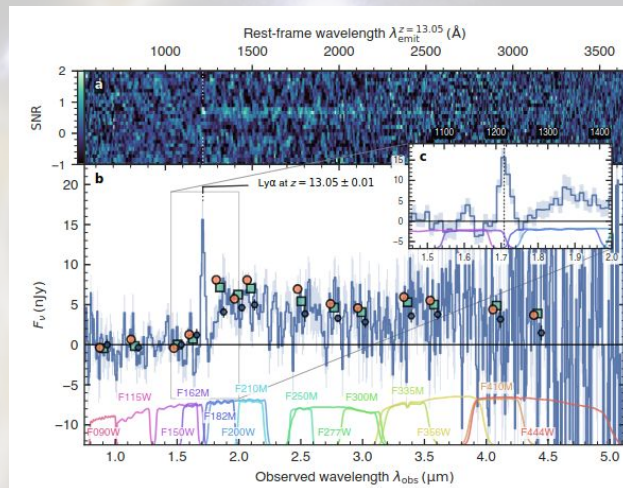 Rest-frame wavelength λ_emit^{z = 13.05} (Å)
1000 1500 2000 2500 3000 3500
2
1
0
−1
SNR
a
b
c
1100 1200 1300 1400
15
10
5
0
−5
1.5 1.6 1.7 1.8 1.9 2.0
Lyα at z = 13.05 ± 0.01
20
15
10
5
0
−5
−10
F_ν (nJy)
F115W F162M F210M F250M F300M F335M F410M
F182M
F090W F150W F200W F277W F356W F444W
1.0 1.5 2.0 2.5 3.0 3.5 4.0 4.5 5.0
Observed wavelength λ_obs (μm)